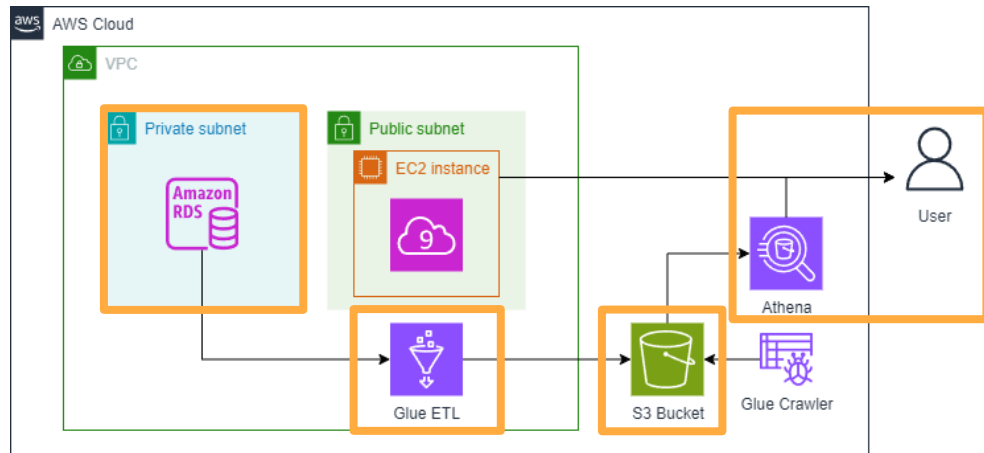 aws
AWS Cloud
VPC
Private subnet
Public subnet
EC2 instance
Amazon
RDS
9
User
Athena
Glue ETL
S3 Bucket
Glue Crawler